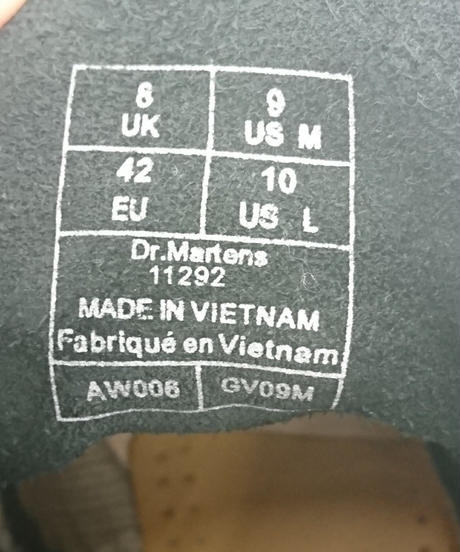 8 9
UK US M
42 10
EU US L
Dr.Martens
11292
MADE IN VIETNAM
Fabriqué en Vietnam
AW006 GV09M